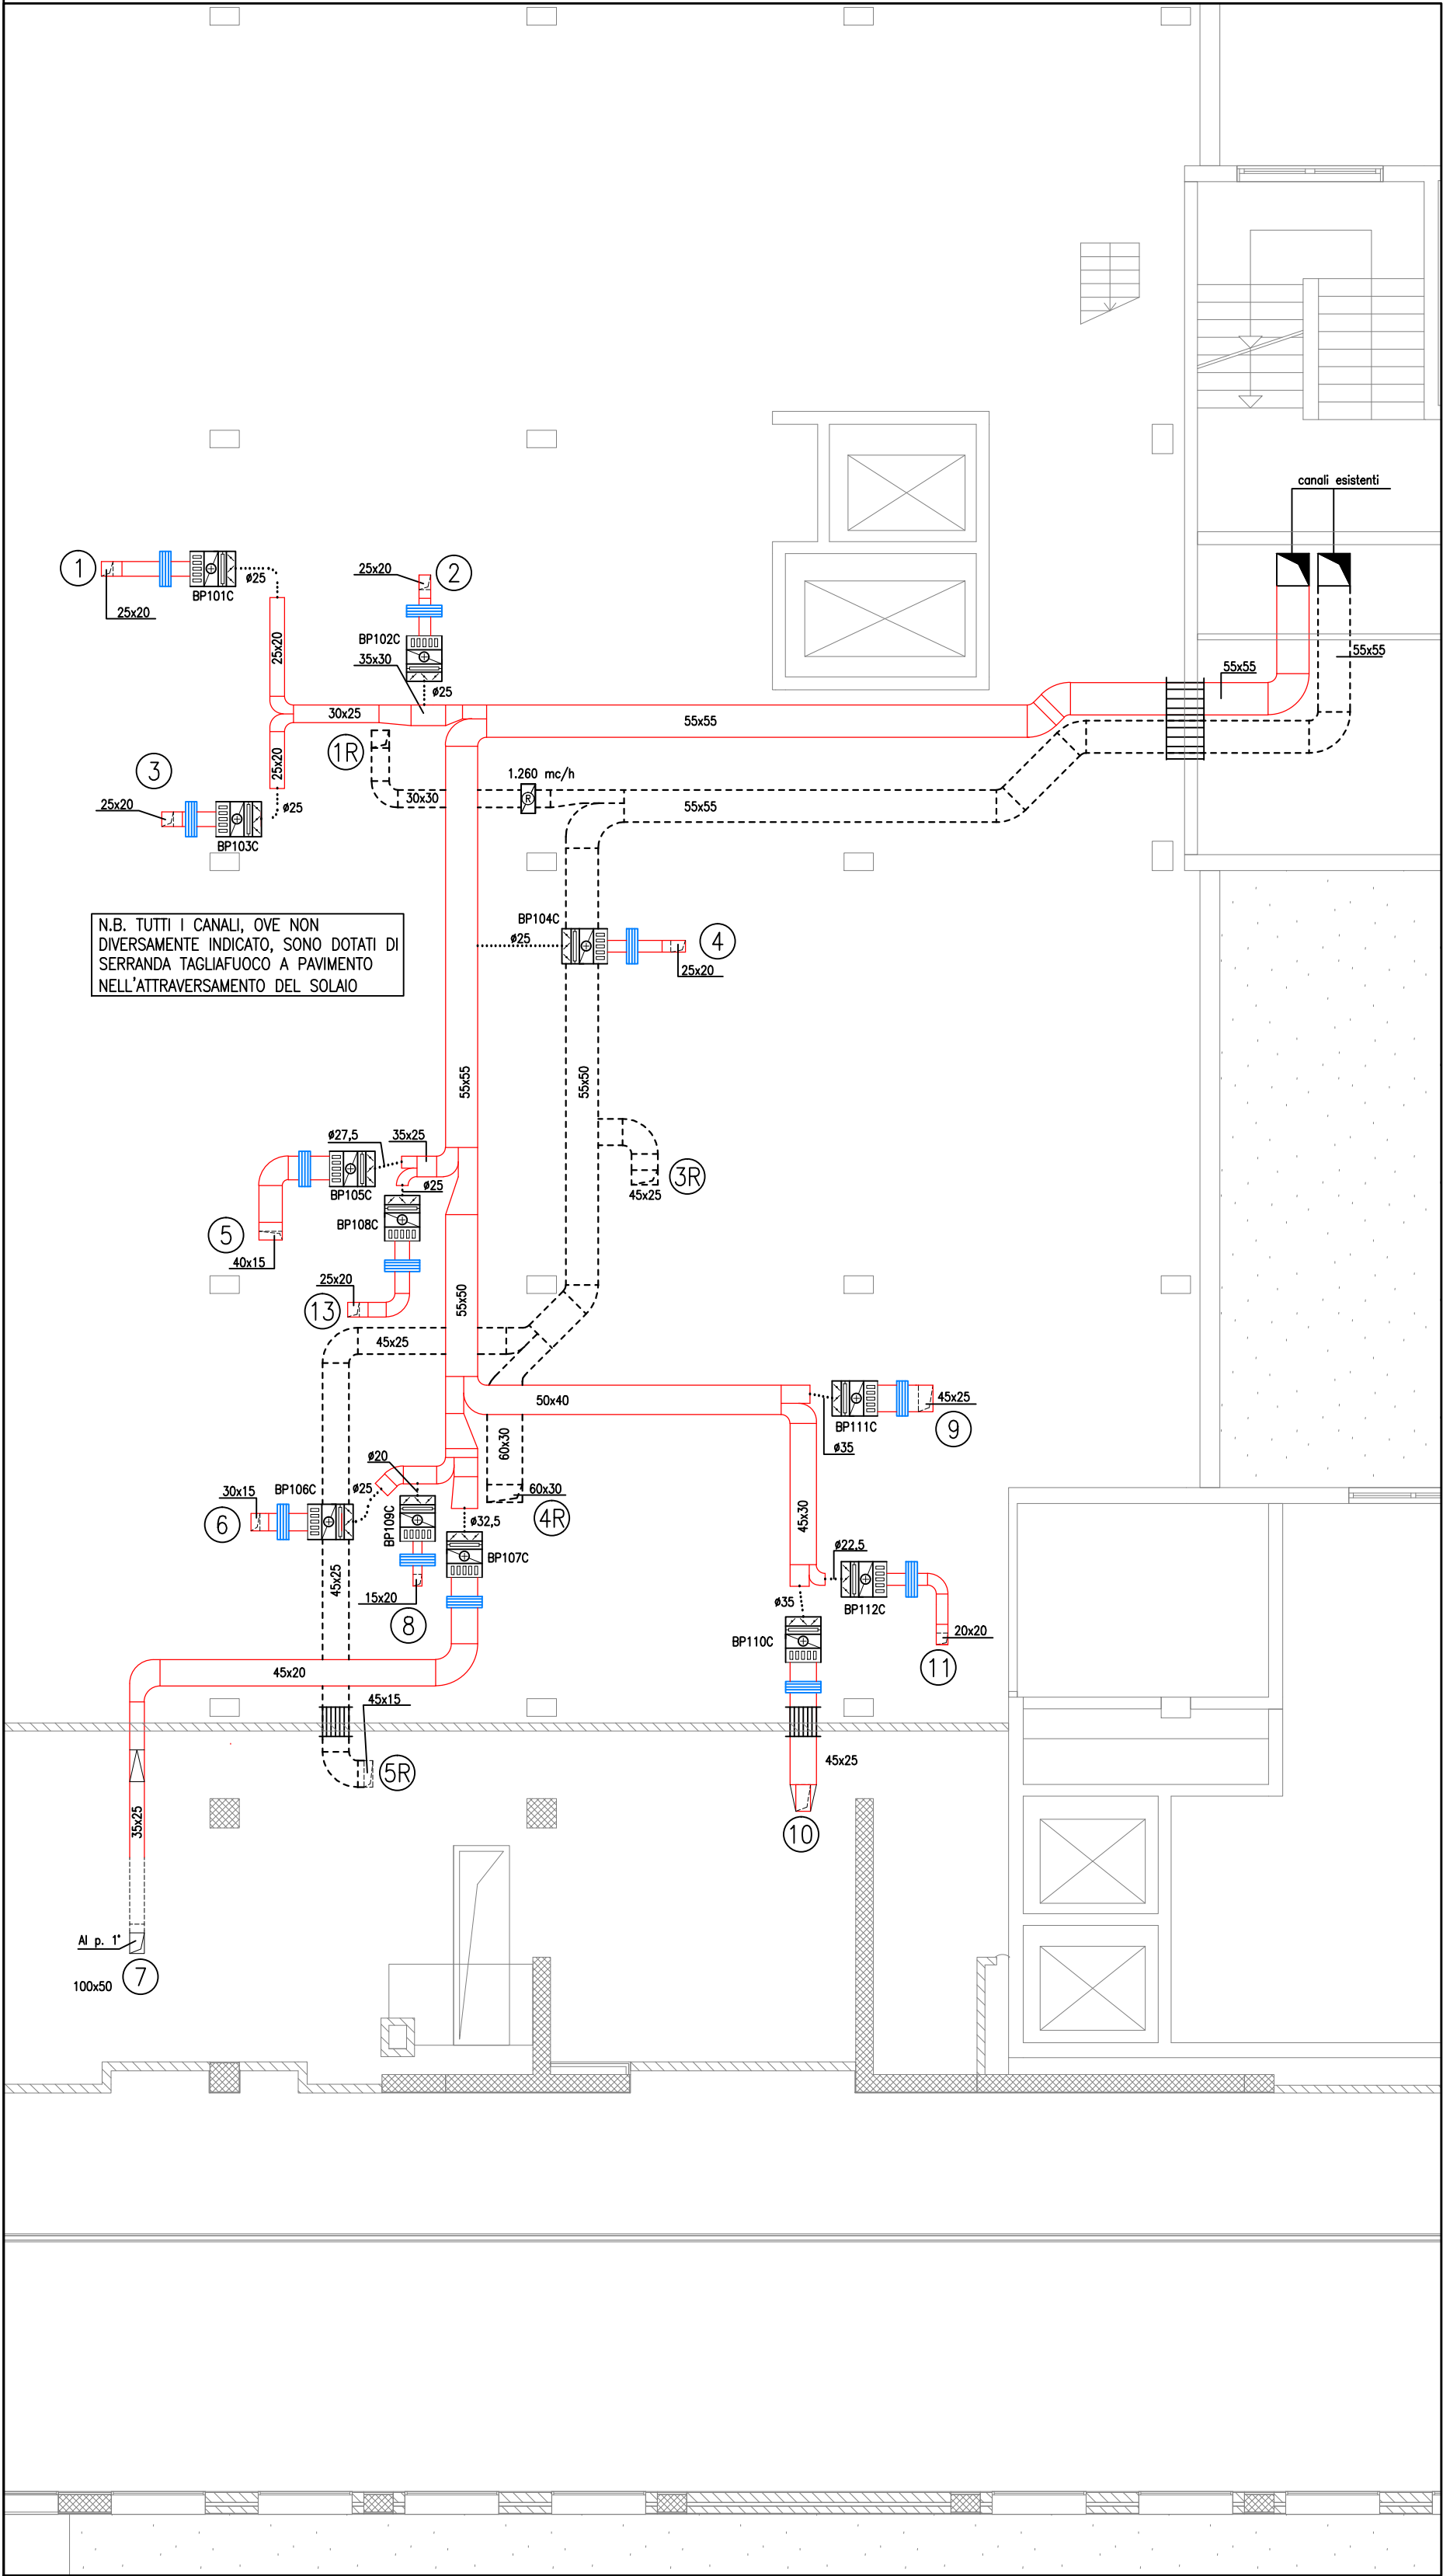 canali esistenti
1
ø25
BP101C
25x20
25x20
2
BP102C
35x30
ø25
25x20
55x55
55x55
30x25
55x55
1R
25x20
3
1.260 mc/h
R
30x30
55x55
25x20
ø25
BP103C
N.B. TUTTI I CANALI, OVE NON
DIVERSAMENTE INDICATO, SONO DOTATI DI
SERRANDA TAGLIAFUOCO A PAVIMENTO
NELL'ATTRAVERSAMENTO DEL SOLAIO
BP104C
ø25
4
25x20
55x55
55x50
ø27,5
35x25
BP105C
ø25
3R
45x25
BP108C
5
40x15
25x20
13
55x50
45x25
50x40
45x25
BP111C
9
ø35
60x30
ø20
30x15
BP106C
ø25
60x30
4R
6
BP109C
ø32,5
BP107C
45x30
45x25
ø22,5
15x20
8
ø35
BP112C
BP110C
20x20
11
45x20
45x15
5R
45x25
35x25
10
Al p. 1°
7
100x50